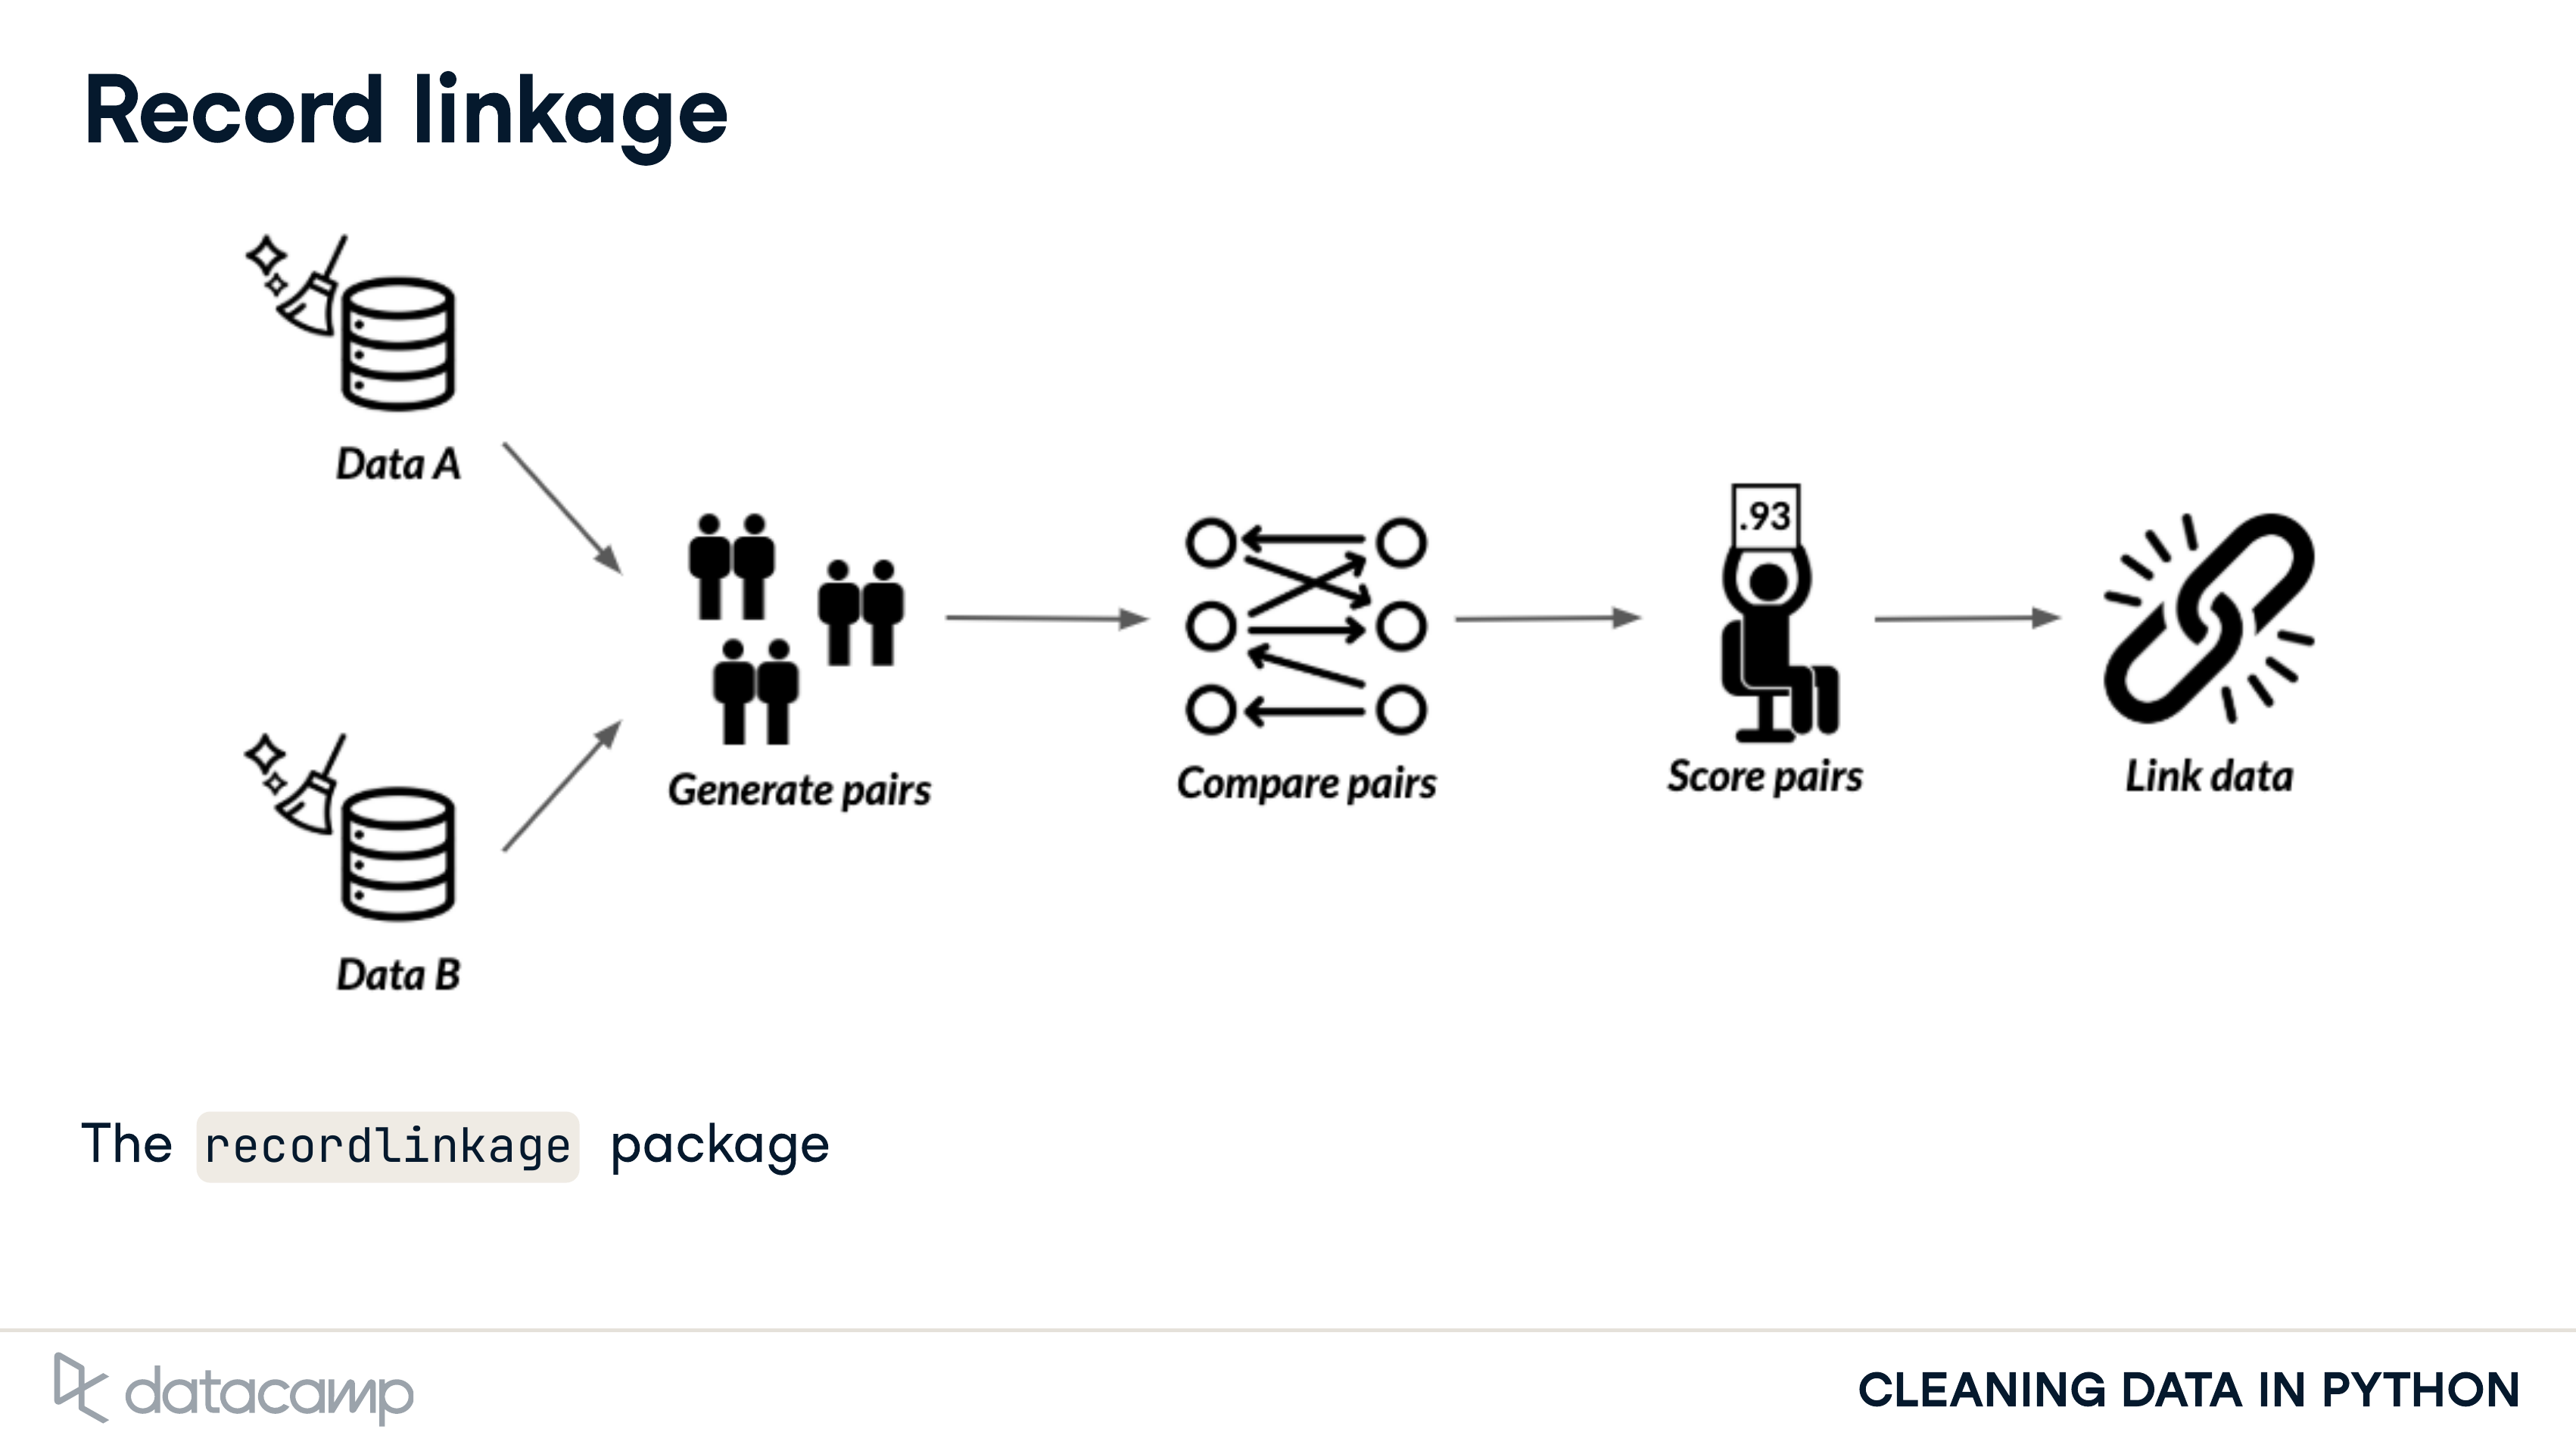 Record linkage
Data A
.93
Generate pairs
Compare pairs
Score pairs
Link data
Data B
The recordlinkage package
datacamp
CLEANING DATA IN PYTHON